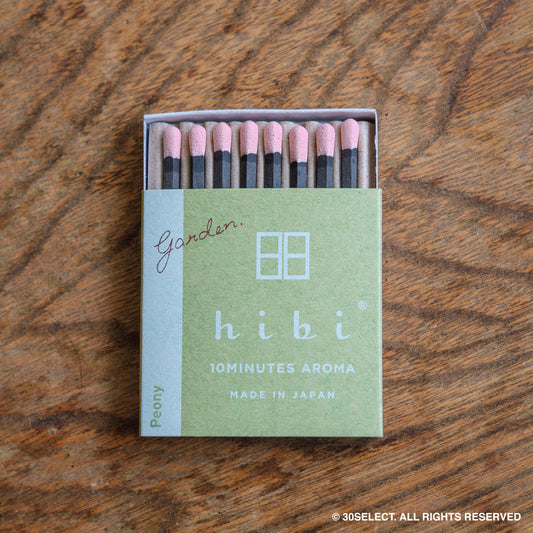 Garden.
hibi®
10MINUTES AROMA
MADE IN JAPAN
Peony
© 30SELECT. ALL RIGHTS RESERVED